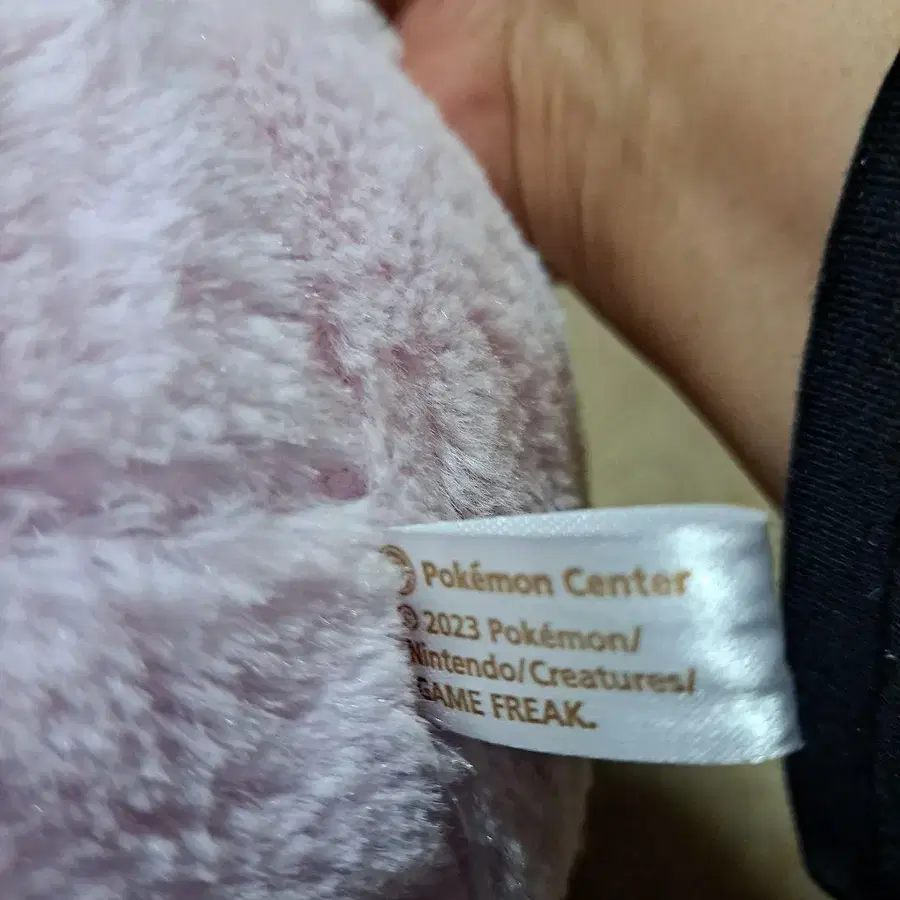 Pokémon Center
© 2023 Pokémon/
Nintendo/Creatures/
GAME FREAK.